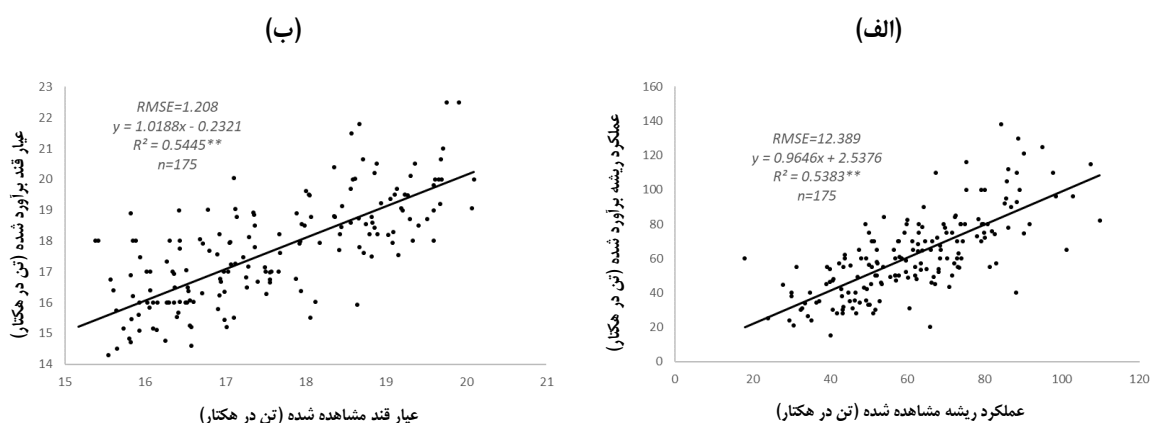 (الف)
عملکرد ریشه برآورد شده (تن در هکتار)
160
140
120
100
80
60
40
20
0
RMSE=12.389
y = 0.9646x + 2.5376
R² = 0.5383**
n=175
0 20 40 60 80 100 120
عملکرد ریشه مشاهده شده (تن در هکتار)
(ب)
عیار قند برآورد شده (تن در هکتار)
23
22
21
20
19
18
17
16
15
14
RMSE=1.208
y = 1.0188x - 0.2321
R² = 0.5445**
n=175
15 16 17 18 19 20 21
عیار قند مشاهده شده (تن در هکتار)